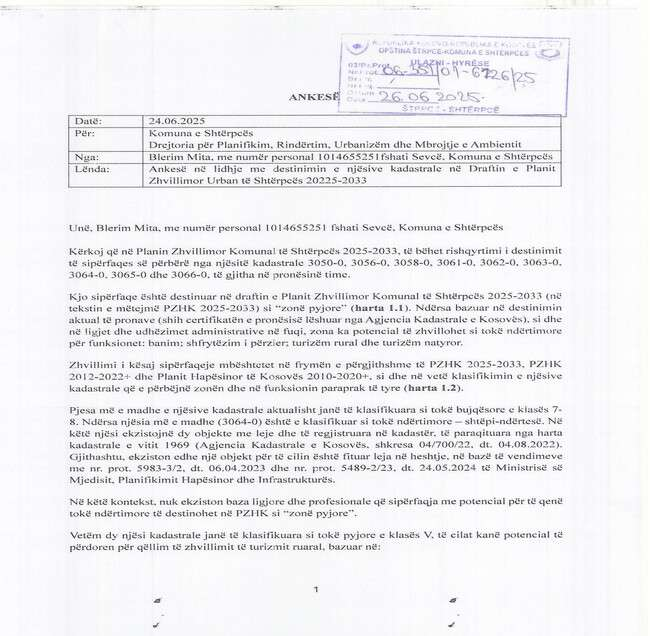 REPUBLIKA KOSOVO-REPUBLIKA E KOSOVËS
OPŠTINA ŠTRPCE-KOMUNA E SHTËRPCËS
ULAZNI - HYRËSE
06-551/01-6726/25
26.06.2025.
ŠTRPCË - SHTËRPCË
ANKESË
Datë: 24.06.2025
Për: Komuna e Shtërpcës
Drejtoria për Planifikim, Rindërtim, Urbanizëm dhe Mbrojtje e Ambientit
Nga: Blerim Mita, me numër personal 1014655251fshati Sevcë, Komuna e Shtërpcës
Lënda: Ankesë në lidhje me destinimin e njësive kadastrale në Draftin e Planit
Zhvillimor Urban të Shtërpcës 20225-2033
Unë, Blerim Mita, me numër personal 1014655251 fshati Sevcë, Komuna e Shtërpcës
Kërkoj që në Planin Zhvillimor Komunal të Shtërpcës 2025-2033, të bëhet rishqyrtimi i destinimit
të sipërfaqes së përbërë nga njësitë kadastrale 3050-0, 3056-0, 3058-0, 3061-0, 3062-0, 3063-0,
3064-0, 3065-0 dhe 3066-0, të gjitha në pronësinë time.
Kjo sipërfaqe është destinuar në draftin e Planit Zhvillimor Komunal të Shtërpcës 2025-2033 (në
tekstin e mëtejmë PZHK 2025-2033) si “zonë pyjore” (harta 1.1). Ndërsa bazuar në destinimin
aktual të pronave (shih certifikatën e pronësisë lëshuar nga Agjencia Kadastrale e Kosovës), si dhe
në ligjet dhe udhëzimet administrative në fuqi, zona ka potencial të zhvillohet si tokë ndërtimore
për funksionet: banim; shfrytëzim i përzier; turizëm rural dhe turizëm natyror.
Zhvillimi i kësaj sipërfaqeje mbështetet në frymën e përgjithshme të PZHK 2025-2033, PZHK
2012-2022+ dhe Planit Hapësinor të Kosovës 2010-2020+, si dhe në vetë klasifikimin e njësive
kadastrale që e përbëjnë zonën dhe në funksionin paraprak të tyre (harta 1.2).
Pjesa më e madhe e njësive kadastrale aktualisht janë të klasifikuara si tokë bujqësore e klasës 7-
8. Ndërsa njësia më e madhe (3064-0) është e klasifikuar si tokë ndërtimore – shtëpi-ndërtesë. Në
këtë njësi ekzistojnë dy objekte me leje dhe të regjistruara në kadastër, të paraqituara nga harta
kadastrale e vitit 1969 (Agjencia Kadastrale e Kosovës, shkresa 04/700/22, dt. 04.08.2022).
Gjithashtu, ekziston edhe një objekt për të cilin është fituar leja në heshtje, në bazë të vendimeve
me nr. prot. 5983-3/2, dt. 06.04.2023 dhe nr. prot. 5489-2/23, dt. 24.05.2024 të Ministrisë së
Mjedisit, Planifikimit Hapësinor dhe Infrastrukturës.
Në këtë kontekst, nuk ekziston baza ligjore dhe profesionale që sipërfaqja me potencial për të qenë
tokë ndërtimore të destinohet në PZHK si “zonë pyjore”.
Vetëm dy njësi kadastrale janë të klasifikuara si tokë pyjore e klasës V, të cilat kanë potencial të
përdoren për qëllim të zhvillimit të turizmit ruaral, bazuar në:
1